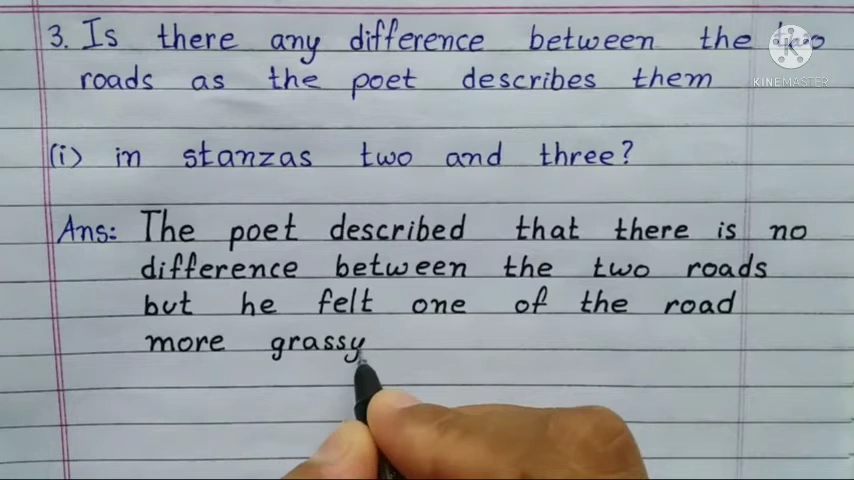 3. Is there any difference between the two
KINEMASTER
roads as the poet describes them
(i) in stanzas two and three?
Ans: The poet described that there is no
difference between the two roads
but he felt one of the road
more grassy